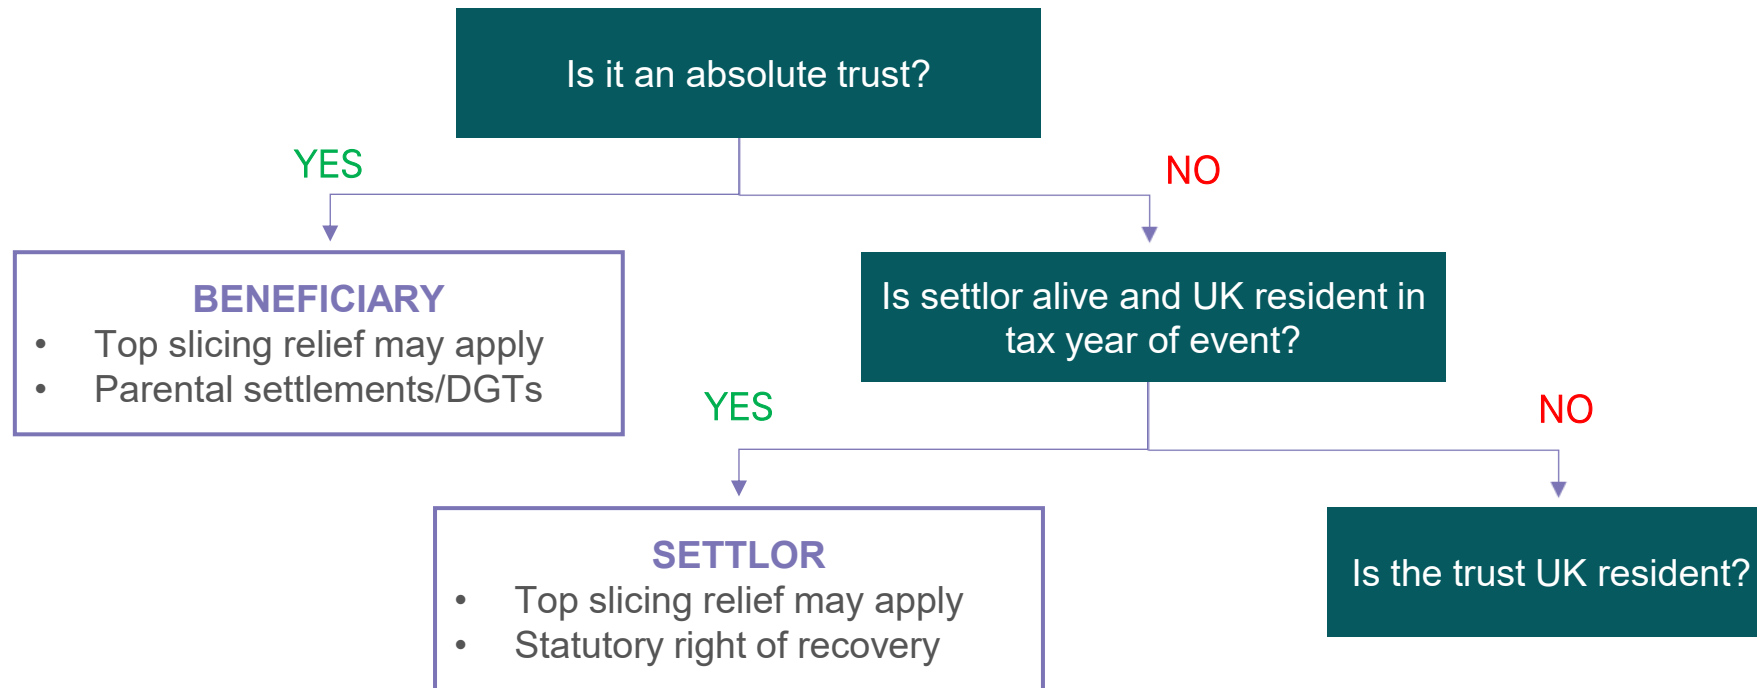 Is it an absolute trust?
YES
NO
BENEFICIARY
• Top slicing relief may apply
• Parental settlements/DGTs
Is settlor alive and UK resident in
tax year of event?
YES
NO
SETTLOR
• Top slicing relief may apply
• Statutory right of recovery
Is the trust UK resident?